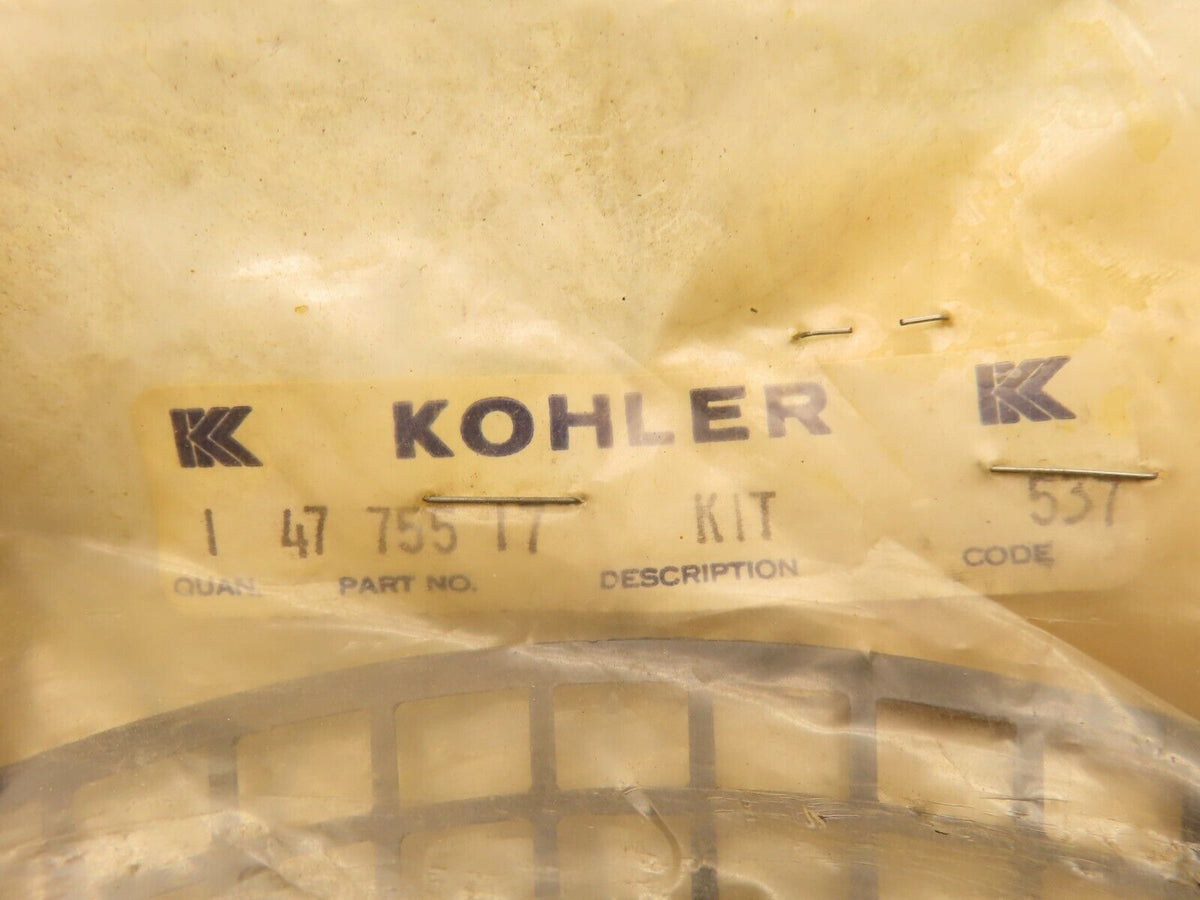 K KOHLER K
1 47 755 17 KIT 537
QUAN. PART NO. DESCRIPTION CODE